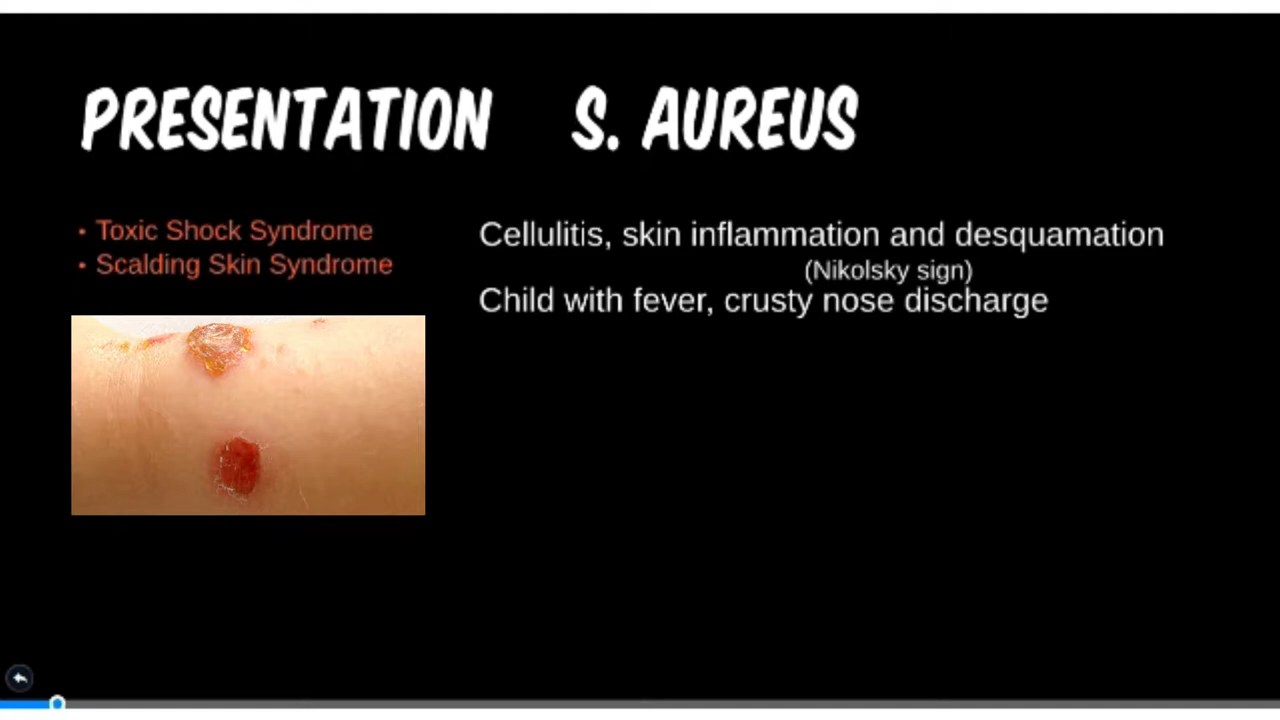 PRESENTATION S. AUREUS
• Toxic Shock Syndrome
• Scalding Skin Syndrome
Cellulitis, skin inflammation and desquamation
(Nikolsky sign)
Child with fever, crusty nose discharge